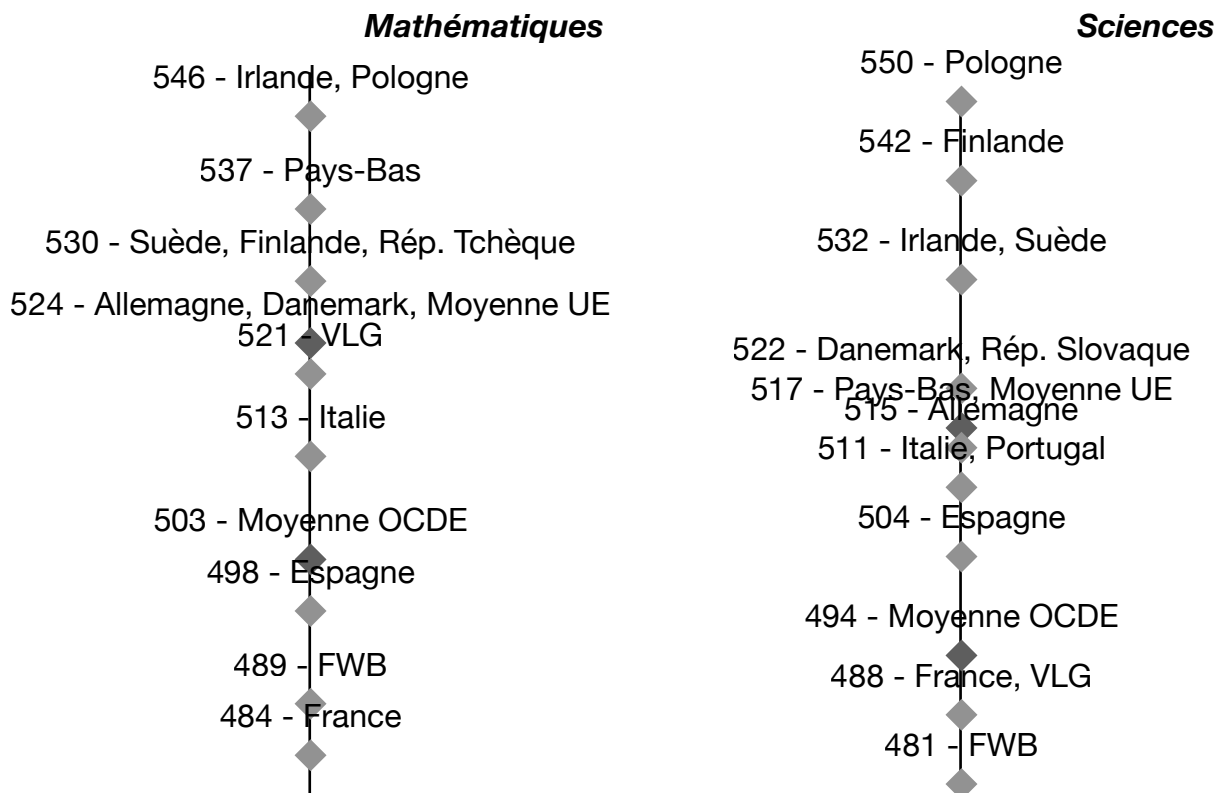 Mathématiques
546 - Irlande, Pologne
537 - Pays-Bas
530 - Suède, Finlande, Rép. Tchèque
524 - Allemagne, Danemark, Moyenne UE
521 - VLG
513 - Italie
503 - Moyenne OCDE
498 - Espagne
489 - FWB
484 - France
Sciences
550 - Pologne
542 - Finlande
532 - Irlande, Suède
522 - Danemark, Rép. Slovaque
517 - Pays-Bas, Moyenne UE
515 - Allemagne
511 - Italie, Portugal
504 - Espagne
494 - Moyenne OCDE
488 - France, VLG
481 - FWB